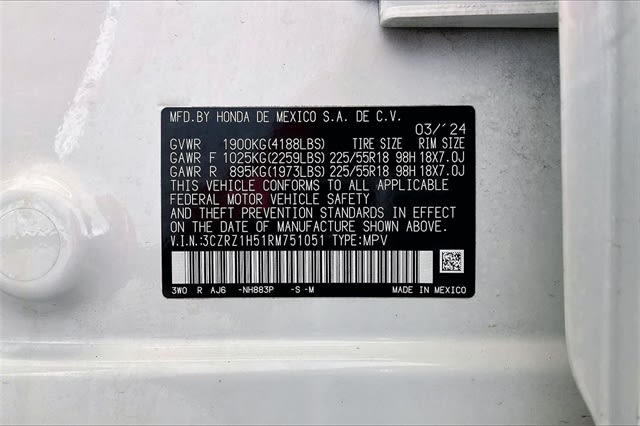 MFD.BY HONDA DE MEXICO S.A. DE C.V.
03/'24
GVWR 1900KG(4188LBS) TIRE SIZE RIM SIZE
GAWR F 1025KG(2259LBS) 225/55R18 98H 18X7.0J
GAWR R 895KG(1973LBS) 225/55R18 98H 18X7.0J
THIS VEHICLE CONFORMS TO ALL APPLICABLE
FEDERAL MOTOR VEHICLE SAFETY
AND THEFT PREVENTION STANDARDS IN EFFECT
ON THE DATE OF MANUFACTURE SHOWN ABOVE.
V.I.N.:3CZRZ1H51RM751051 TYPE:MPV
3W0 R AJ6 -NH883P -S -M MADE IN MEXICO